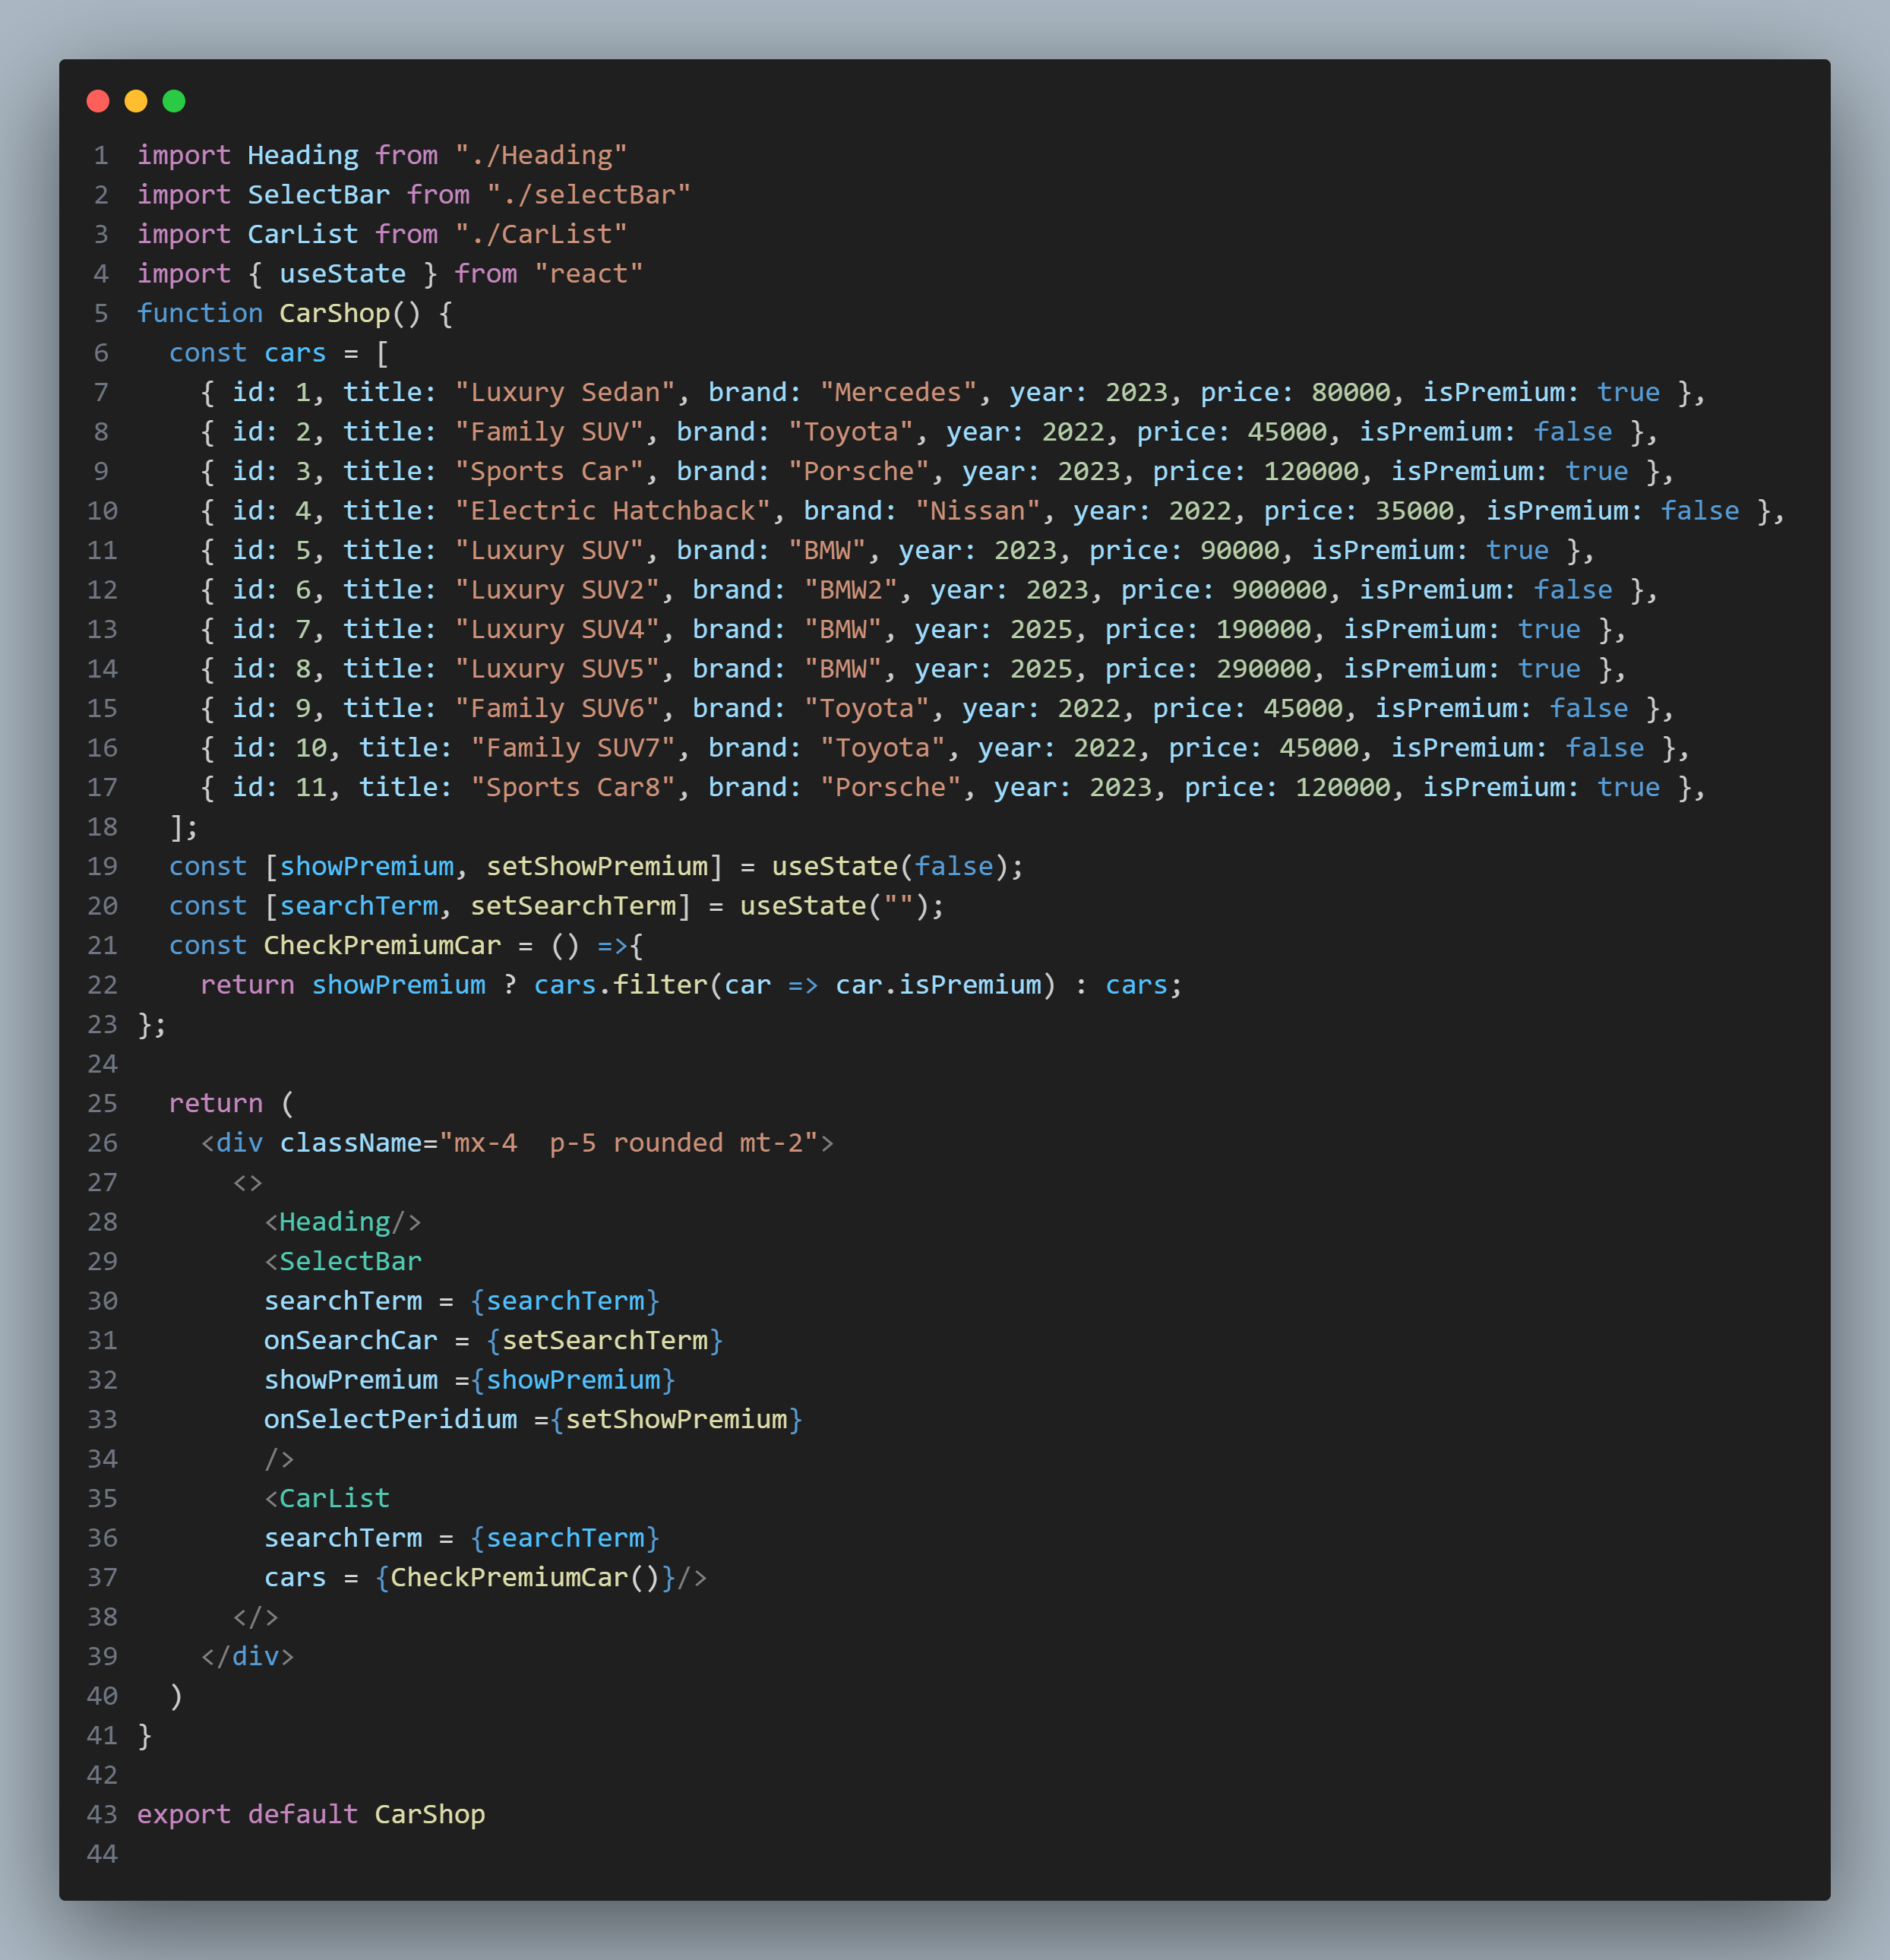 1 import Heading from "./Heading"
2 import SelectBar from "./selectBar"
3 import CarList from "./CarList"
4 import { useState } from "react"
5 function CarShop() {
6   const cars = [
7     { id: 1, title: "Luxury Sedan", brand: "Mercedes", year: 2023, price: 80000, isPremium: true },
8     { id: 2, title: "Family SUV", brand: "Toyota", year: 2022, price: 45000, isPremium: false },
9     { id: 3, title: "Sports Car", brand: "Porsche", year: 2023, price: 120000, isPremium: true },
10     { id: 4, title: "Electric Hatchback", brand: "Nissan", year: 2022, price: 35000, isPremium: false },
11     { id: 5, title: "Luxury SUV", brand: "BMW", year: 2023, price: 90000, isPremium: true },
12     { id: 6, title: "Luxury SUV2", brand: "BMW2", year: 2023, price: 900000, isPremium: false },
13     { id: 7, title: "Luxury SUV4", brand: "BMW", year: 2025, price: 190000, isPremium: true },
14     { id: 8, title: "Luxury SUV5", brand: "BMW", year: 2025, price: 290000, isPremium: true },
15     { id: 9, title: "Family SUV6", brand: "Toyota", year: 2022, price: 45000, isPremium: false },
16     { id: 10, title: "Family SUV7", brand: "Toyota", year: 2022, price: 45000, isPremium: false },
17     { id: 11, title: "Sports Car8", brand: "Porsche", year: 2023, price: 120000, isPremium: true },
18   ];
19   const [showPremium, setShowPremium] = useState(false);
20   const [searchTerm, setSearchTerm] = useState("");
21   const CheckPremiumCar = () =>{
22     return showPremium ? cars.filter(car => car.isPremium) : cars;
23 };
24
25   return (
26     <div className="mx-4  p-5 rounded mt-2">
27       <>
28         <Heading/>
29         <SelectBar
30         searchTerm = {searchTerm}
31         onSearchCar = {setSearchTerm}
32         showPremium ={showPremium}
33         onSelectPeridium ={setShowPremium}
34         />
35         <CarList
36         searchTerm = {searchTerm}
37         cars = {CheckPremiumCar()}/>
38       </>
39     </div>
40   )
41 }
42
43 export default CarShop
44